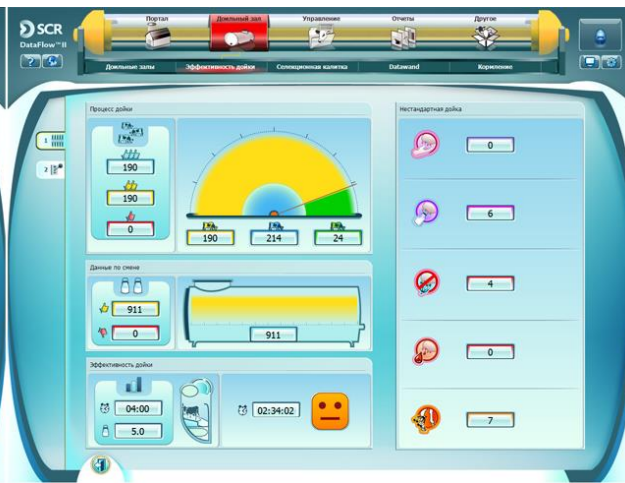 SCR
DataFlow™ II
Портал
Доильный зал
Управление
Отчеты
Другое
Доильные залы
Эффективность дойки
Селекционная калитка
Datawand
Кормление
Процесс дойки
190
190
0
190
214
24
Данные по смене
911
0
911
Эффективность дойки
04:00
5.0
02:34:02
Нестандартная дойка
0
6
4
0
7
1
2